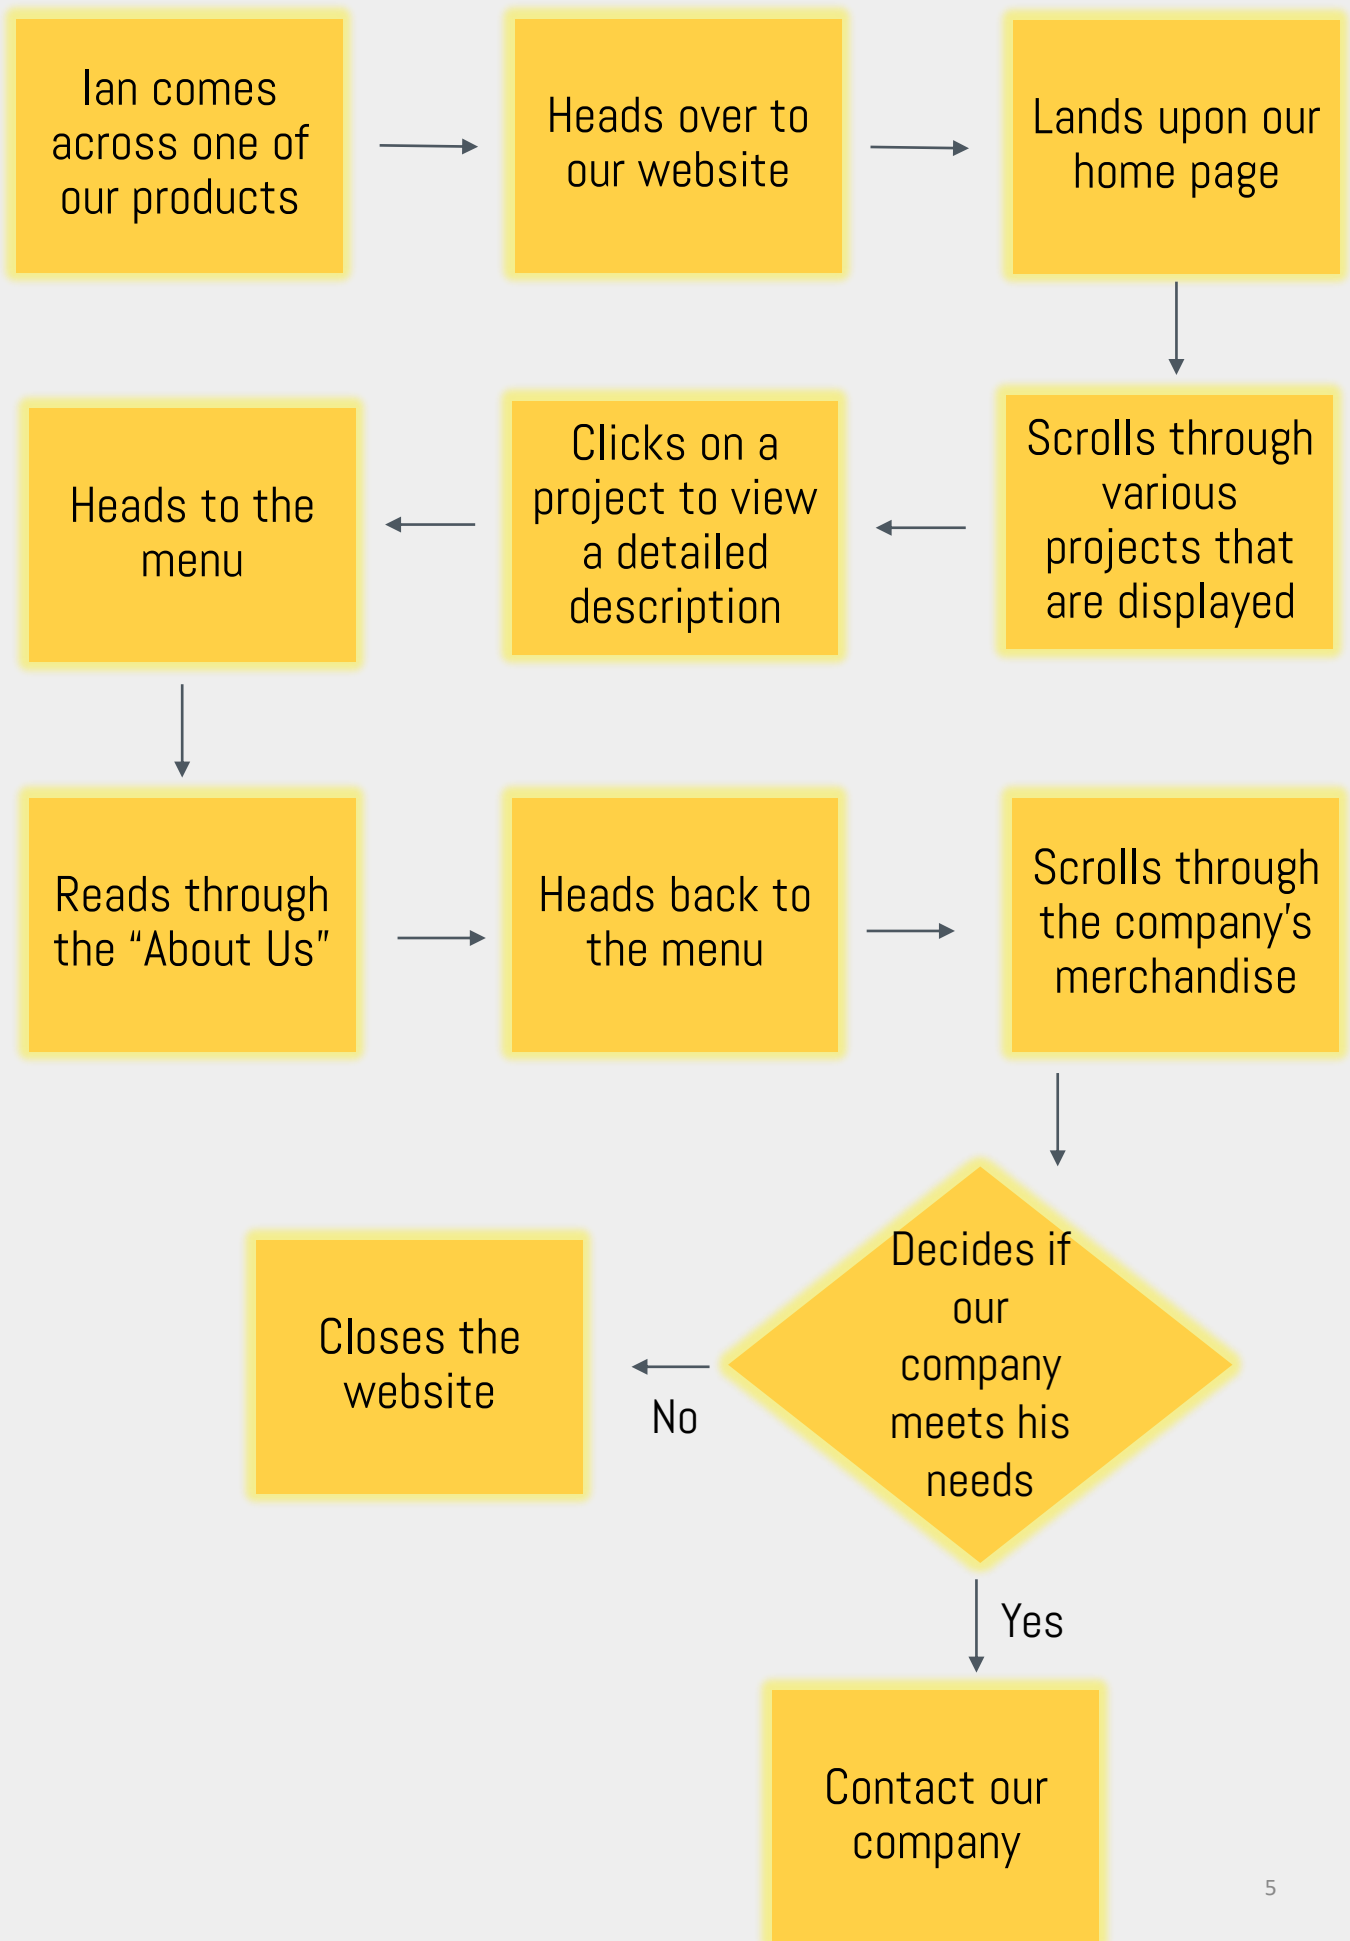 Ian comes
across one of
our products
Heads over to
our website
Lands upon our
home page
Scrolls through
various
projects that
are displayed
Clicks on a
project to view
a detailed
description
Heads to the
menu
Reads through
the “About Us”
Heads back to
the menu
Scrolls through
the company’s
merchandise
Decides if
our
company
meets his
needs
No
Closes the
website
Yes
Contact our
company
5